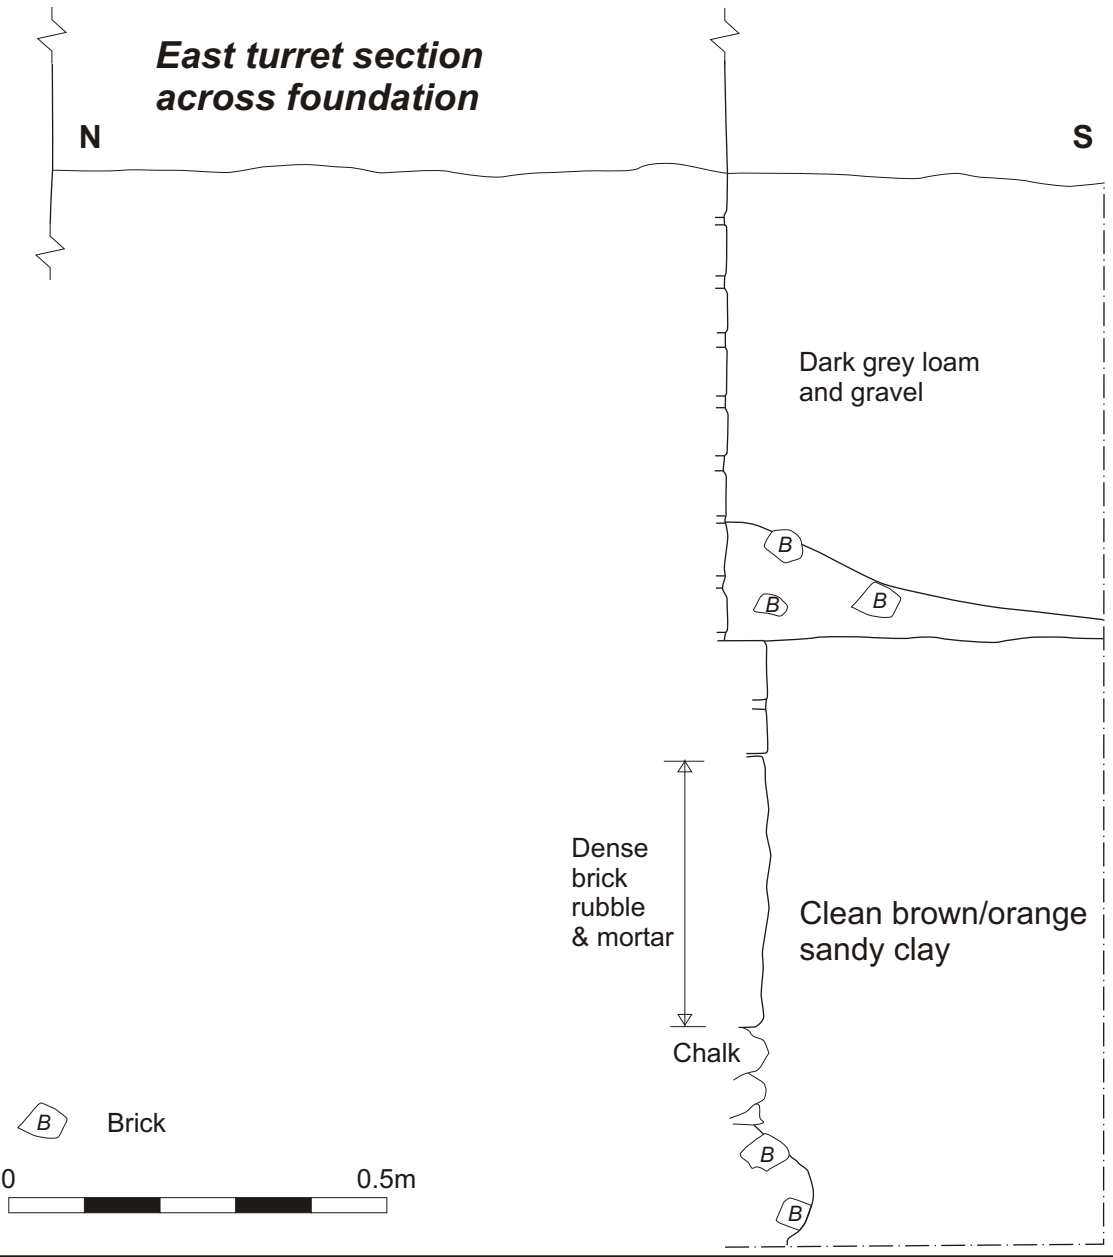 East turret section
across foundation
N
S
Dark grey loam
and gravel
B
B
B
Dense
brick
rubble
& mortar
Clean brown/orange
sandy clay
Chalk
B
Brick
B
0
0.5m
B